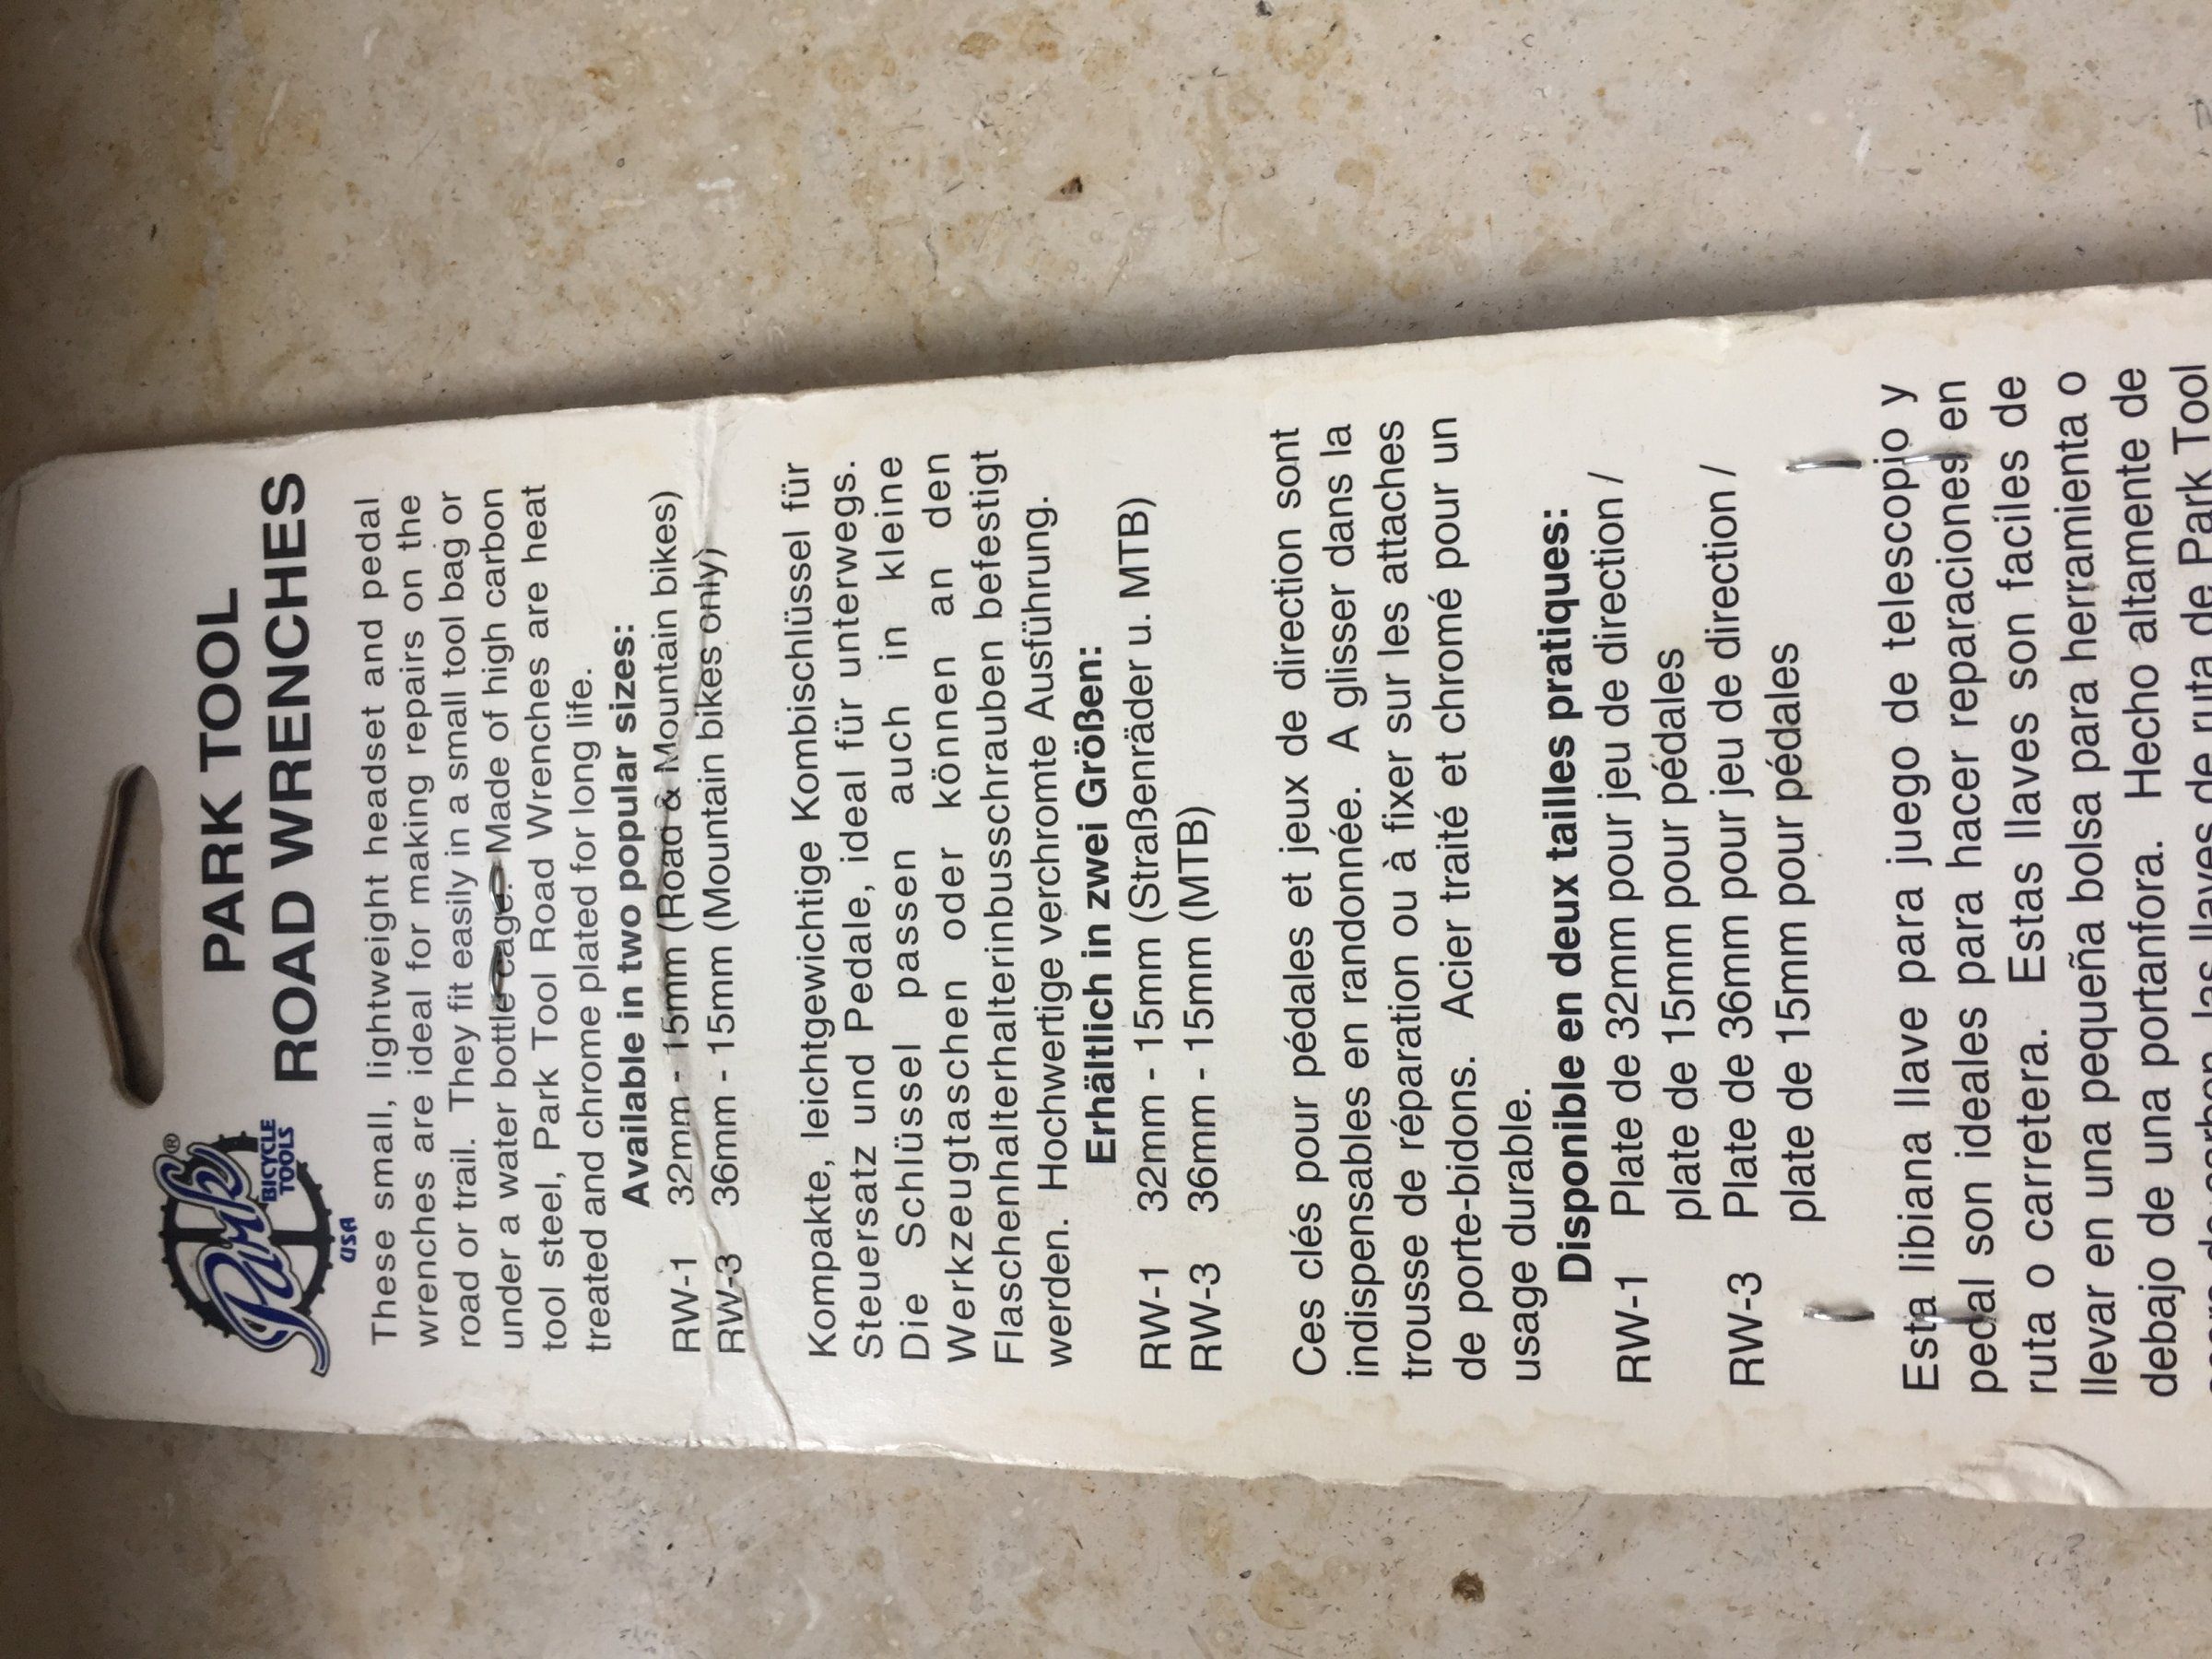 Park®
BICYCLE
TOOLS
USA
PARK TOOL
ROAD WRENCHES
These small, lightweight headset and pedal
wrenches are ideal for making repairs on the
road or trail. They fit easily in a small tool bag or
under a water bottle cage. Made of high carbon
tool steel, Park Tool Road Wrenches are heat
treated and chrome plated for long life.
Available in two popular sizes:
RW-1 32mm - 15mm (Road & Mountain bikes)
RW-3 36mm - 15mm (Mountain bikes only)
Kompakte, leichtgewichtige Kombischlüssel für
Steuersatz und Pedale, ideal für unterwegs.
Die Schlüssel passen auch in kleine
Werkzeugtaschen oder können an den
Flaschenhalterhalterinbusschrauben befestigt
werden. Hochwertige verchromte Ausführung.
Erhältlich in zwei Größen:
RW-1 32mm - 15mm (Straßenräder u. MTB)
RW-3 36mm - 15mm (MTB)
Ces clés pour pédales et jeux de direction sont
indispensables en randonnée. A glisser dans la
trousse de réparation ou à fixer sur les attaches
de porte-bidons. Acier traité et chromé pour un
usage durable.
Disponible en deux tailles pratiques:
RW-1 Plate de 32mm pour jeu de direction /
plate de 15mm pour pédales
RW-3 Plate de 36mm pour jeu de direction /
plate de 15mm pour pédales
Esta libiana llave para juego de telescopio y
pedal son ideales para hacer reparaciones en
ruta o carretera. Estas llaves son faciles de
llevar en una pequeña bolsa para herramienta o
debajo de una portanfora. Hecho altamente de
las llaves de ruta de Park Tool